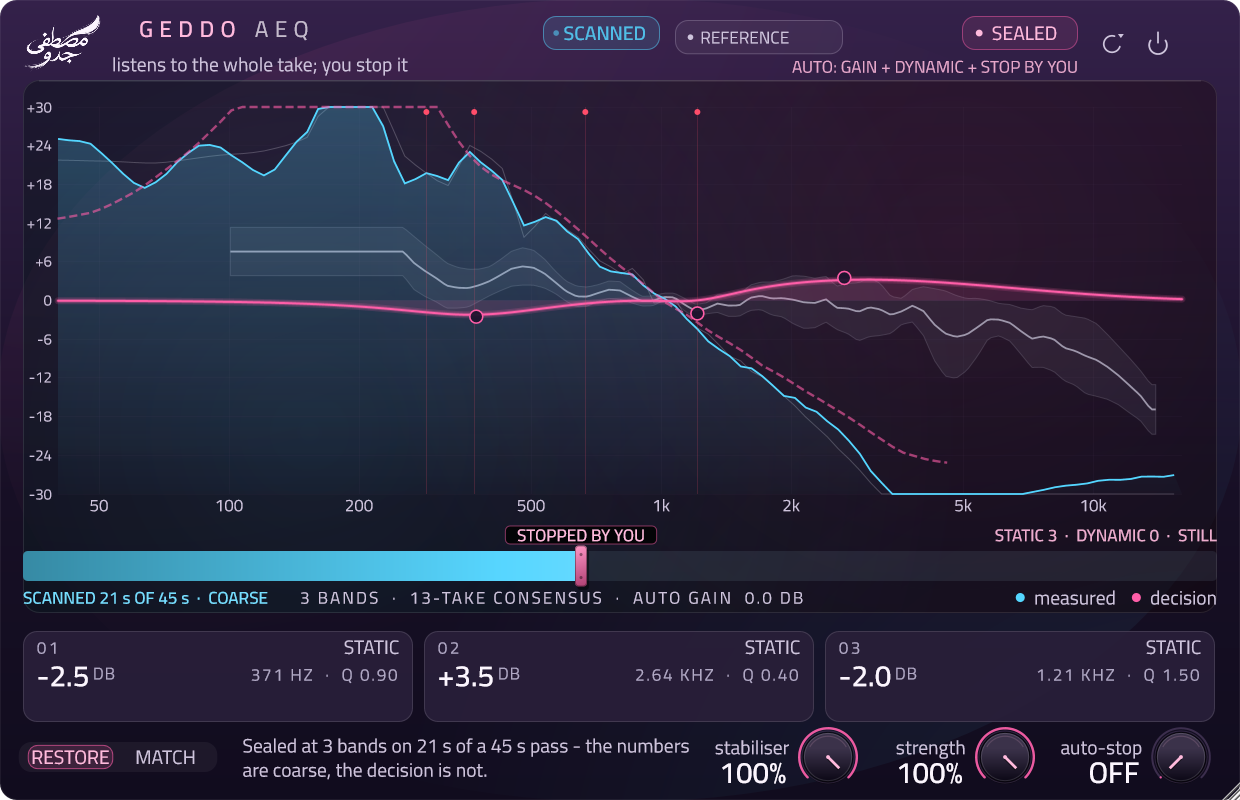 مصطفى جدو
GEDDO AEQ
listens to the whole take; you stop it
SCANNED
REFERENCE
SEALED
AUTO: GAIN + DYNAMIC + STOP BY YOU
+30
+24
+18
+12
+6
0
-6
-12
-18
-24
-30
50 100 200 500 1k 2k 5k 10k
STOPPED BY YOU
STATIC 3 · DYNAMIC 0 · STILL
SCANNED 21 s OF 45 s · COARSE
3 BANDS · 13-TAKE CONSENSUS · AUTO GAIN 0.0 DB
measured
decision
01 STATIC
-2.5 DB 371 HZ · Q 0.90
02 STATIC
+3.5 DB 2.64 KHZ · Q 0.40
03 STATIC
-2.0 DB 1.21 KHZ · Q 1.50
RESTORE MATCH
Sealed at 3 bands on 21 s of a 45 s pass - the numbers
are coarse, the decision is not.
stabiliser
100%
strength
100%
auto-stop
OFF